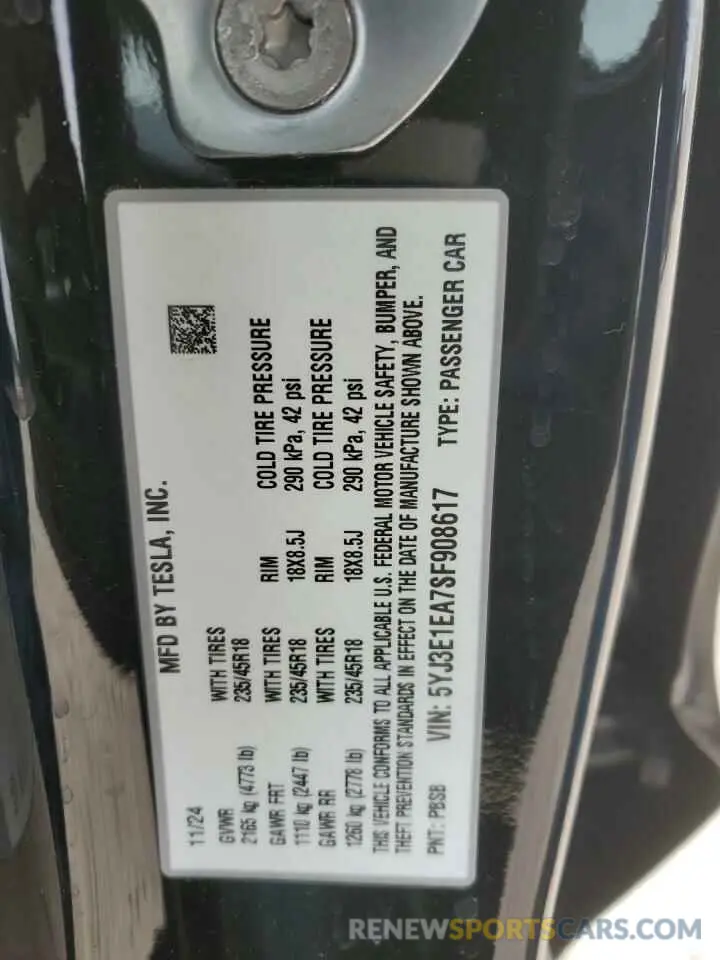 MFD BY TESLA, INC.
11/24
GVWR
2165 kg (4773 lb)
WITH TIRES
235/45R18
GAWR FRT
1110 kg (2447 lb)
WITH TIRES
235/45R18
RIM
18X8.5J
COLD TIRE PRESSURE
290 kPa, 42 psi
GAWR RR
1260 kg (2778 lb)
WITH TIRES
235/45R18
RIM
18X8.5J
COLD TIRE PRESSURE
290 kPa, 42 psi
THIS VEHICLE CONFORMS TO ALL APPLICABLE U.S. FEDERAL MOTOR VEHICLE SAFETY, BUMPER, AND
THEFT PREVENTION STANDARDS IN EFFECT ON THE DATE OF MANUFACTURE SHOWN ABOVE.
PNT: PBSB VIN: 5YJ3E1EA7SF908617 TYPE: PASSENGER CAR
RENEWSPORTSCARS.COM/